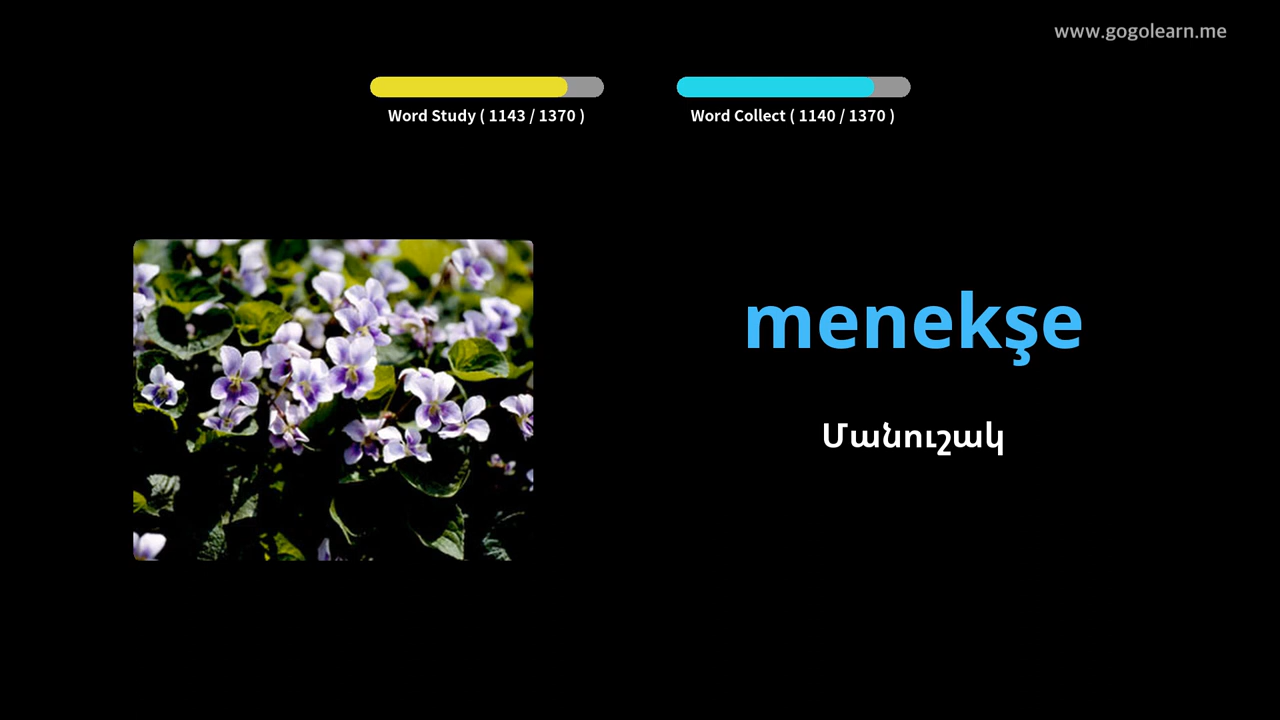 www.gogolearn.me
Word Study ( 1143 / 1370 )
Word Collect ( 1140 / 1370 )
menekşe
Մանուշակ